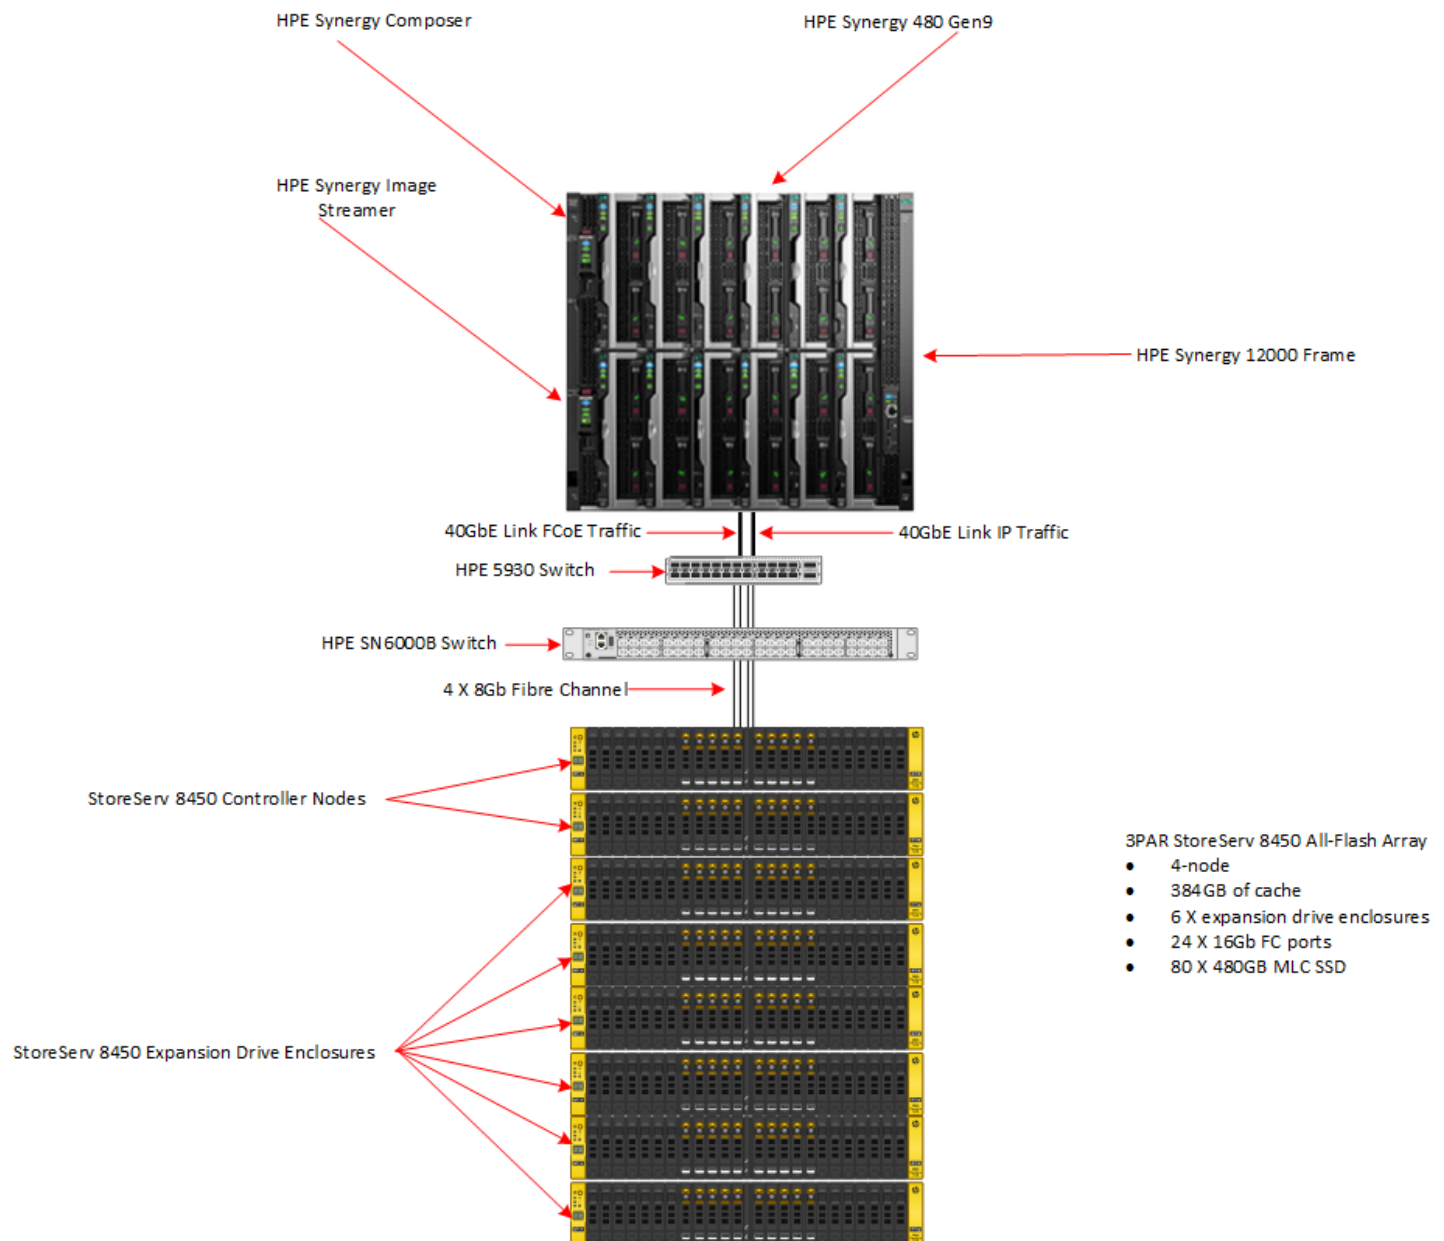 HPE Synergy Composer
HPE Synergy 480 Gen9
HPE Synergy Image
Streamer
HPE Synergy 12000 Frame
40GbE Link FCoE Traffic
40GbE Link IP Traffic
HPE 5930 Switch
HPE SN6000B Switch
4 X 8Gb Fibre Channel
StoreServ 8450 Controller Nodes
3PAR StoreServ 8450 All-Flash Array
• 4-node
• 384GB of cache
• 6 X expansion drive enclosures
• 24 X 16Gb FC ports
• 80 X 480GB MLC SSD
StoreServ 8450 Expansion Drive Enclosures